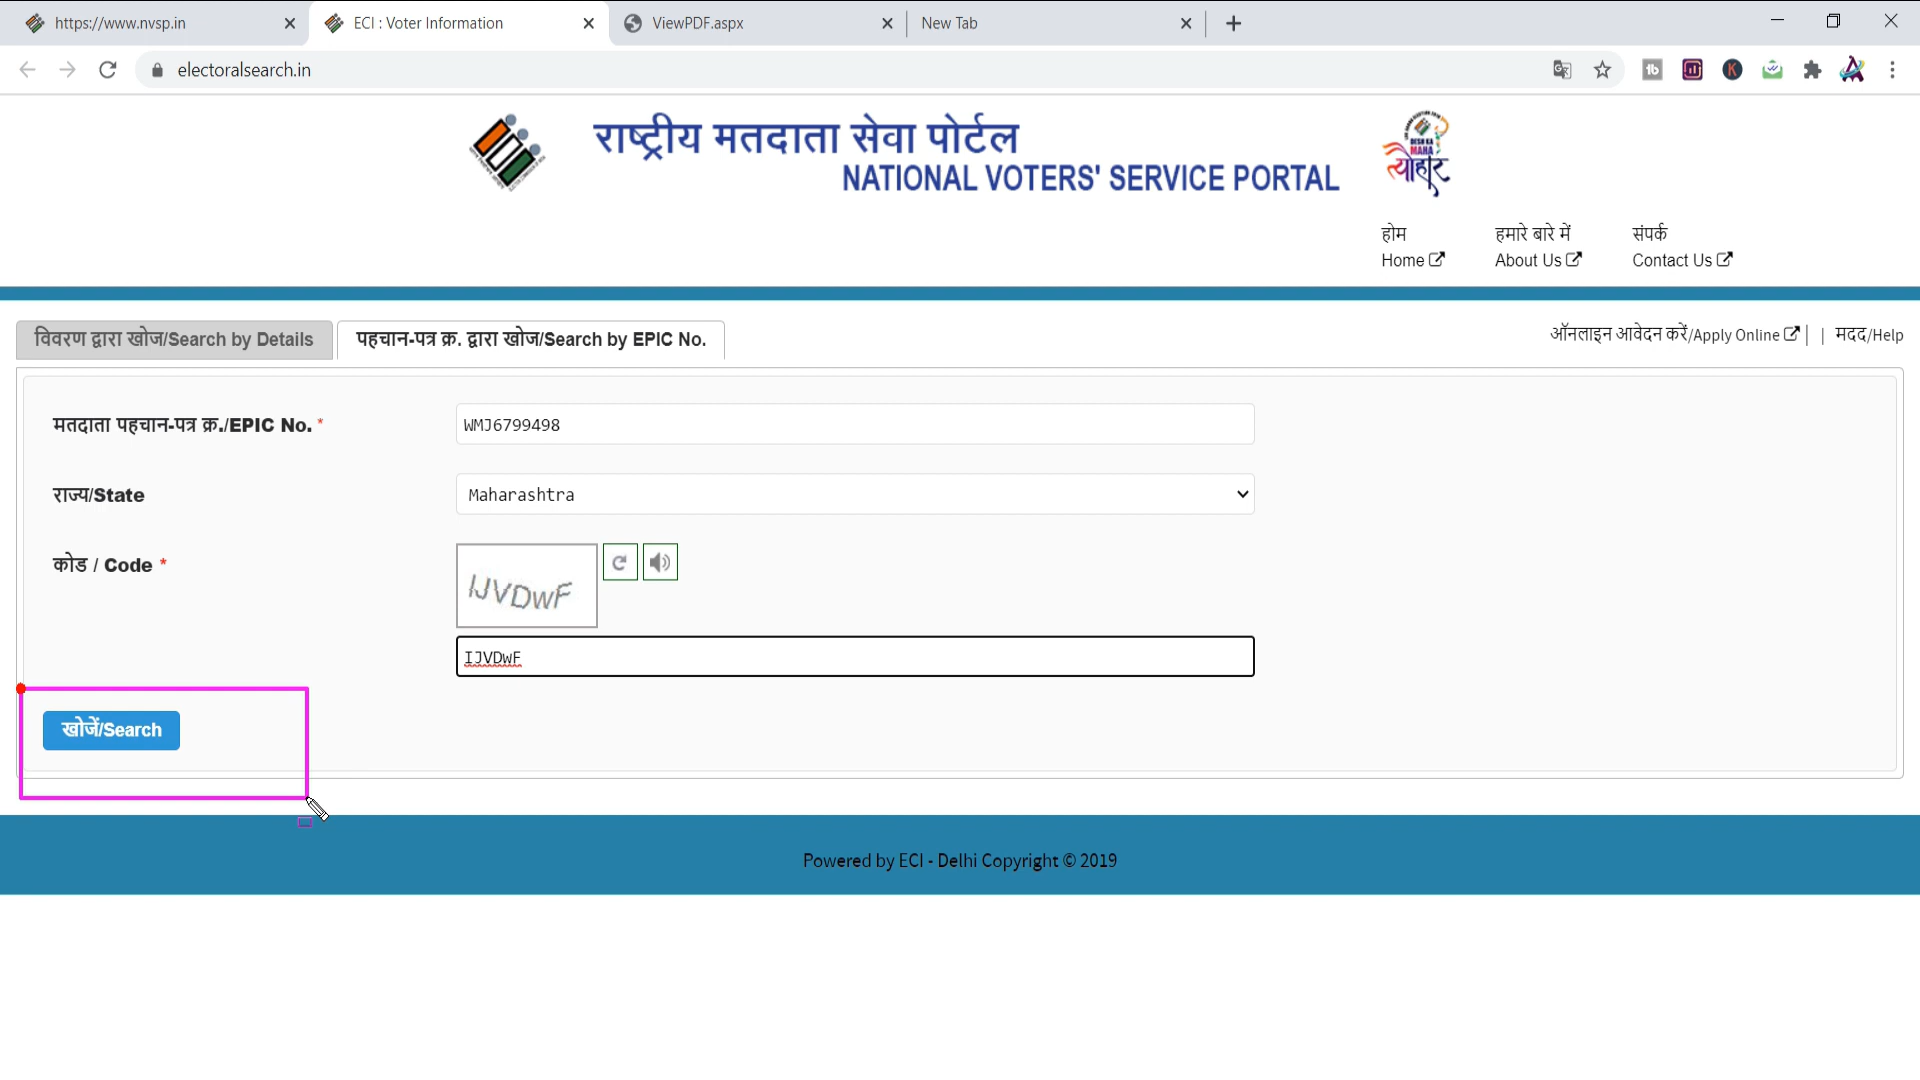 https://www.nvsp.in
ECI : Voter Information
ViewPDF.aspx
New Tab
electoralsearch.in
राष्ट्रीय मतदाता सेवा पोर्टल
NATIONAL VOTERS' SERVICE PORTAL
DESH KA
MAHA
त्योहार
होम
Home
हमारे बारे में
About Us
संपर्क
Contact Us
विवरण द्वारा खोज/Search by Details
पहचान-पत्र क्र. द्वारा खोज/Search by EPIC No.
ऑनलाइन आवेदन करें/Apply Online | | मदद/Help
मतदाता पहचान-पत्र क्र./EPIC No. *
WMJ6799498
राज्य/State
Maharashtra
कोड / Code *
IJVDwF
IJVDwF
खोजें/Search
Powered by ECI - Delhi Copyright © 2019